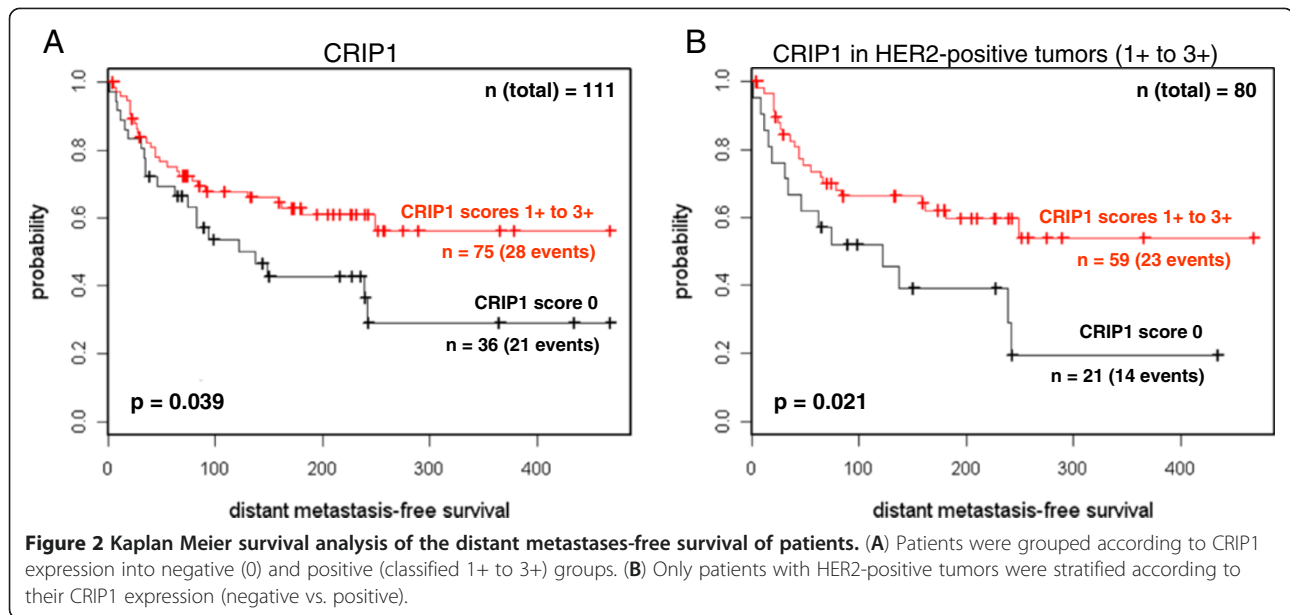 A
CRIP1
n (total) = 111
1.0
0.8
0.6
0.4
0.2
0.0
probability
CRIP1 scores 1+ to 3+
n = 75 (28 events)
CRIP1 score 0
n = 36 (21 events)
p = 0.039
0 100 200 300 400
distant metastasis-free survival
B
CRIP1 in HER2-positive tumors (1+ to 3+)
n (total) = 80
1.0
0.8
0.6
0.4
0.2
0.0
probability
CRIP1 scores 1+ to 3+
n = 59 (23 events)
CRIP1 score 0
n = 21 (14 events)
p = 0.021
0 100 200 300 400
distant metastasis-free survival
Figure 2 Kaplan Meier survival analysis of the distant metastases-free survival of patients. (A) Patients were grouped according to CRIP1
expression into negative (0) and positive (classified 1+ to 3+) groups. (B) Only patients with HER2-positive tumors were stratified according to
their CRIP1 expression (negative vs. positive).